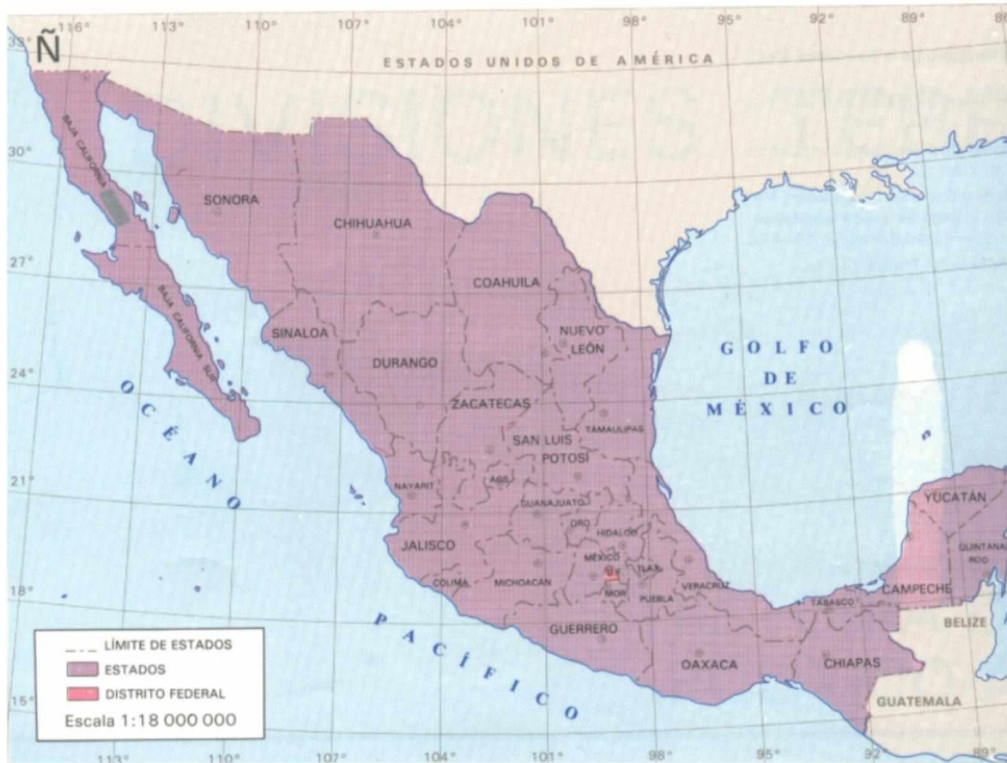 116° 113° 110° 107° 104° 101° 98° 95° 92° 89°
33°
Ñ
ESTADOS UNIDOS DE AMÉRICA
BAJA CALIFORNIA
30°
SONORA
CHIHUAHUA
27°
COAHUILA
BAJA CALIFORNIA SUR
SINALOA
NUEVO
LEÓN
DURANGO
GOLFO
DE
MÉXICO
24°
ZACATECAS
TAMAULIPAS
SAN LUIS
POTOSÍ
OCÉANO
21°
NAYARIT
AGS.
GUANAJUATO
YUCATÁN
QRO.
HIDALGO
JALISCO
MÉXICO
TLAX.
QUINTANA
ROO
COLIMA
MICHOACÁN
MOR
PUEBLA
VERACRUZ
CAMPECHE
TABASCO
18°
PACÍFICO
GUERRERO
BELIZE
OAXACA
CHIAPAS
GUATEMALA
LÍMITE DE ESTADOS
ESTADOS
DISTRITO FEDERAL
Escala 1:18 000 000
15°
113° 110° 107° 104° 101° 98° 95° 92°